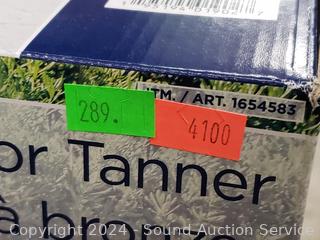 ITM. / ART. 1654583
289.
4100
or Tanner
à bro
Copyright © 2024 - Sound Auction Service